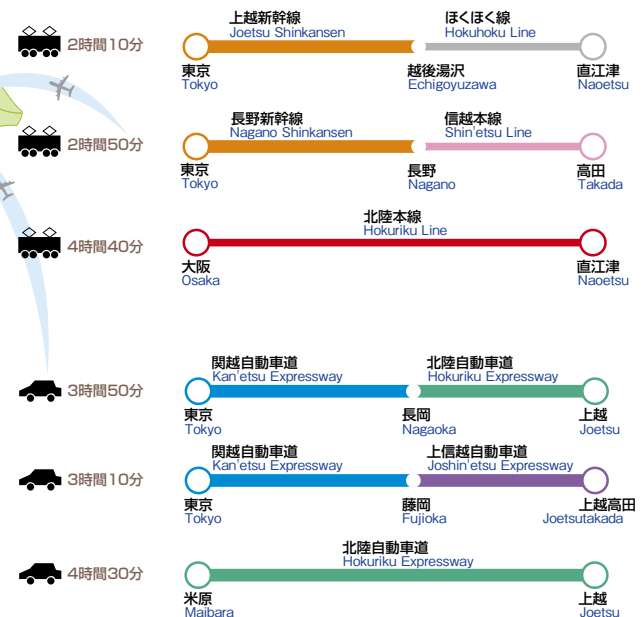 2時間10分
上越新幹線 ほくほく線
Joetsu Shinkansen Hokuhoku Line
東京 越後湯沢 直江津
Tokyo Echigoyuzawa Naoetsu
2時間50分
長野新幹線 信越本線
Nagano Shinkansen Shin'etsu Line
東京 長野 高田
Tokyo Nagano Takada
4時間40分
北陸本線
Hokuriku Line
大阪 直江津
Osaka Naoetsu
3時間50分
関越自動車道 北陸自動車道
Kan'etsu Expressway Hokuriku Expressway
東京 長岡 上越
Tokyo Nagaoka Joetsu
3時間10分
関越自動車道 上信越自動車道
Kan'etsu Expressway Joshin'etsu Expressway
東京 藤岡 上越高田
Tokyo Fujioka Joetsutakada
4時間30分
北陸自動車道
Hokuriku Expressway
米原 上越
Maibara Joetsu